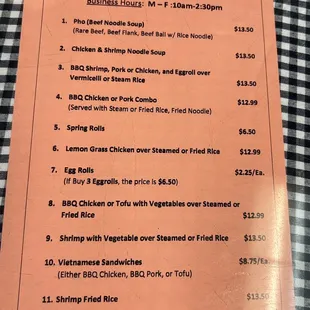 Business Hours: M – F :10am-2:30pm
1. Pho (Beef Noodle Soup) $13.50
(Rare Beef, Beef Flank, Beef Ball w/ Rice Noodle)
2. Chicken & Shrimp Noodle Soup $13.50
3. BBQ Shrimp, Pork or Chicken, and Eggroll over
Vermicelli or Steam Rice $13.50
4. BBQ Chicken or Pork Combo $12.99
(Served with Steam or Fried Rice, Fried Noodle)
5. Spring Rolls $6.50
6. Lemon Grass Chicken over Steamed or Fried Rice $12.99
7. Egg Rolls $2.25/Ea.
(If Buy 3 Eggrolls, the price is $6.50)
8. BBQ Chicken or Tofu with Vegetables over Steamed or
Fried Rice $12.99
9. Shrimp with Vegetable over Steamed or Fried Rice $13.50
10. Vietnamese Sandwiches $8.75/Ea.
(Either BBQ Chicken, BBQ Pork, or Tofu)
11. Shrimp Fried Rice $13.50